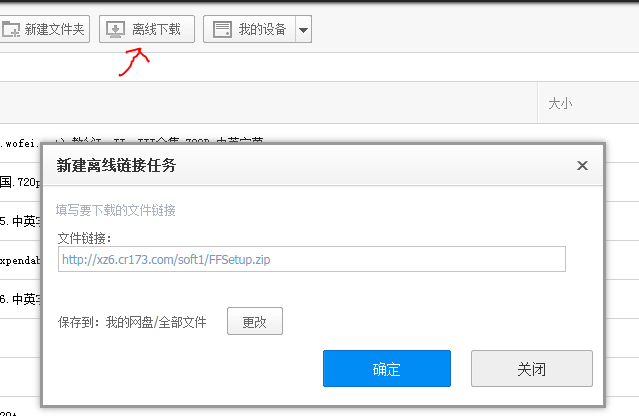 新建文件夹
离线下载
我的设备
大小
.wofei.
国.720p
新建离线链接任务
填写要下载的文件链接
5.中英字
文件链接:
xpendab
http://xz6.cr173.com/soft1/FFSetup.zip
6.中英字
保存到: 我的网盘/全部文件
更改
确定
关闭